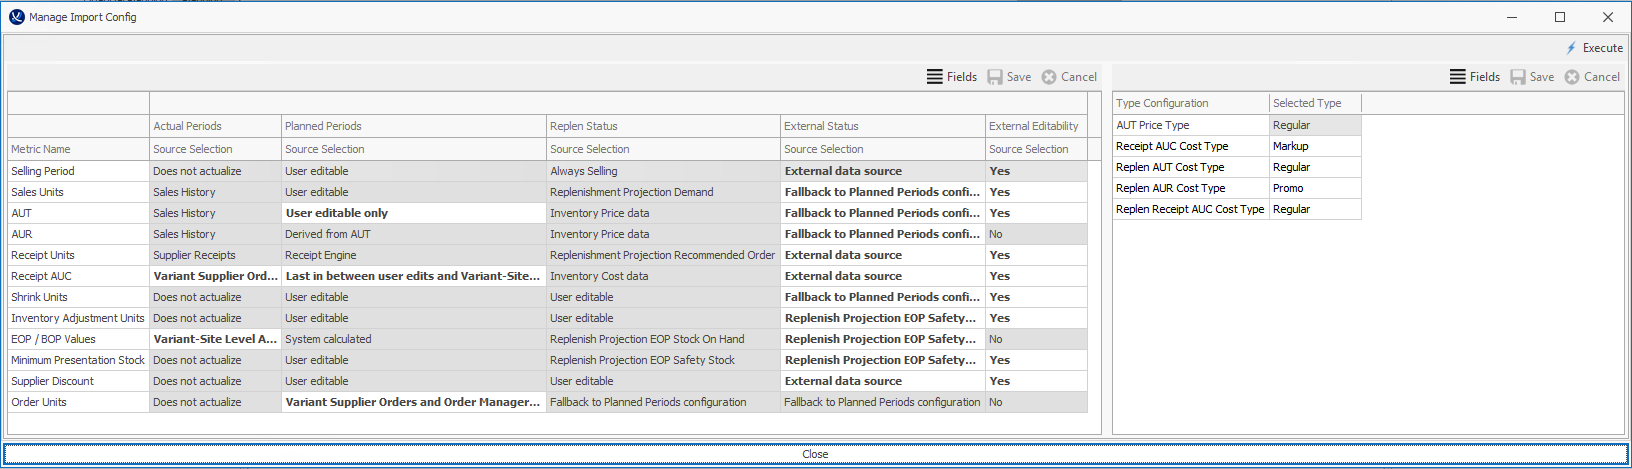 Manage Import Config
Execute
Fields Save Cancel
Fields Save Cancel
Actual Periods Planned Periods Replen Status External Status External Editability
Metric Name Source Selection Source Selection Source Selection Source Selection Source Selection
Selling Period Does not actualize User editable Always Selling External data source Yes
Sales Units Sales History User editable Replenishment Projection Demand Fallback to Planned Periods confi... Yes
AUT Sales History User editable only Inventory Price data Fallback to Planned Periods confi... Yes
AUR Sales History Derived from AUT Inventory Price data Fallback to Planned Periods confi... No
Receipt Units Supplier Receipts Receipt Engine Replenishment Projection Recommended Order External data source Yes
Receipt AUC Variant Supplier Ord... Last in between user edits and Variant-Site... Inventory Cost data External data source Yes
Shrink Units Does not actualize User editable User editable Fallback to Planned Periods confi... Yes
Inventory Adjustment Units Does not actualize User editable User editable Replenish Projection EOP Safety... Yes
EOP / BOP Values Variant-Site Level A... System calculated Replenish Projection EOP Stock On Hand Replenish Projection EOP Safety... No
Minimum Presentation Stock Does not actualize User editable Replenish Projection EOP Safety Stock Replenish Projection EOP Safety... Yes
Supplier Discount Does not actualize User editable User editable External data source Yes
Order Units Does not actualize Variant Supplier Orders and Order Manager... Fallback to Planned Periods configuration Fallback to Planned Periods configuration No
Type Configuration Selected Type
AUT Price Type Regular
Receipt AUC Cost Type Markup
Replen AUT Cost Type Regular
Replen AUR Cost Type Promo
Replen Receipt AUC Cost Type Regular
Close